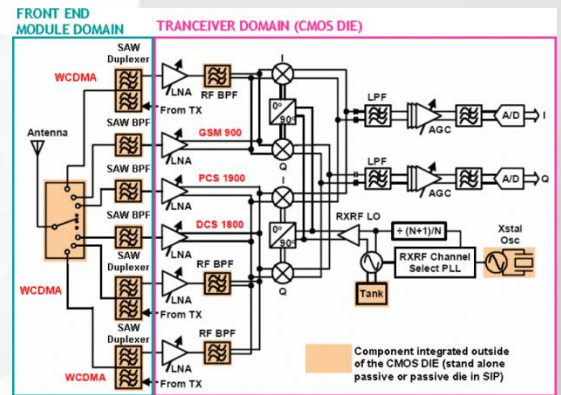 FRONT END
MODULE DOMAIN
TRANCEIVER DOMAIN (CMOS DIE)
SAW
Duplexer
WCDMA
LNA
RF BPF
From TX
Antenna
SAW BPF
GSM 900
LNA
SAW BPF
PCS 1900
LNA
SAW BPF
DCS 1800
LNA
SAW
Duplexer
RF BPF
LNA
From TX
WCDMA
SAW
Duplexer
RF BPF
LNA
From TX
WCDMA
I
0°
90°
Q
I
0°
90°
Q
LPF
AGC
A/D
I
LPF
AGC
A/D
Q
RXRF LO
÷ (N+1)/N
Xstal
Osc
RXRF Channel
Select PLL
Tank
Component integrated outside
of the CMOS DIE (stand alone
passive or passive die in SIP)